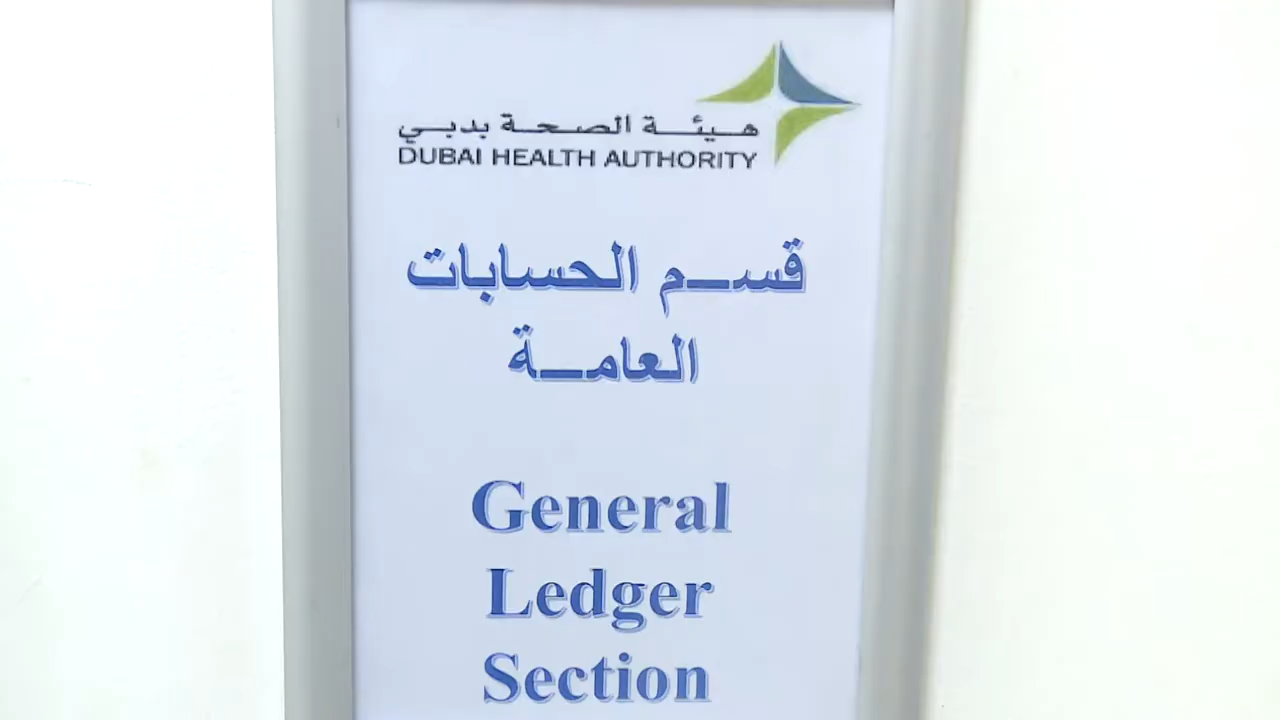 هيئة الصحة بدبي
DUBAI HEALTH AUTHORITY
قسم الحسابات
العامة
General
Ledger
Section